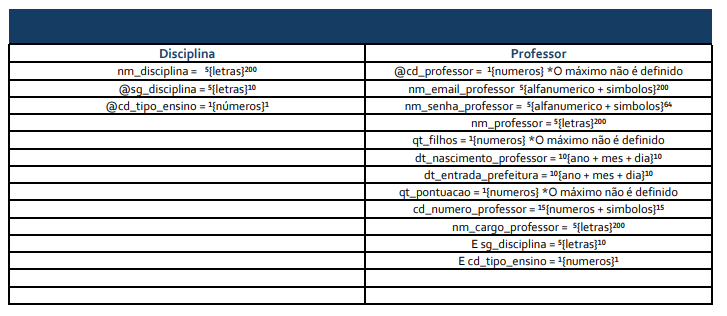 Disciplina Professor
nm_disciplina = ⁵{letras}²⁰⁰ @cd_professor = ¹{numeros} *O máximo não é definido
@sg_disciplina = ⁵{letras}¹⁰ nm_email_professor ⁵{alfanumerico + simbolos}²⁰⁰
@cd_tipo_ensino = ¹{números}¹ nm_senha_professor = ⁵{alfanumerico + simbolos}⁶⁴
nm_professor = ⁵{letras}²⁰⁰
qt_filhos = ¹{numeros} *O máximo não é definido
dt_nascimento_professor = ¹⁰{ano + mes + dia}¹⁰
dt_entrada_prefeitura = ¹⁰{ano + mes + dia}¹⁰
qt_pontuacao = ¹{numeros} *O máximo não é definido
cd_numero_professor = ¹⁵{numeros + simbolos}¹⁵
nm_cargo_professor = ⁵{letras}²⁰⁰
E sg_disciplina = ⁵{letras}¹⁰
E cd_tipo_ensino = ¹{numeros}¹